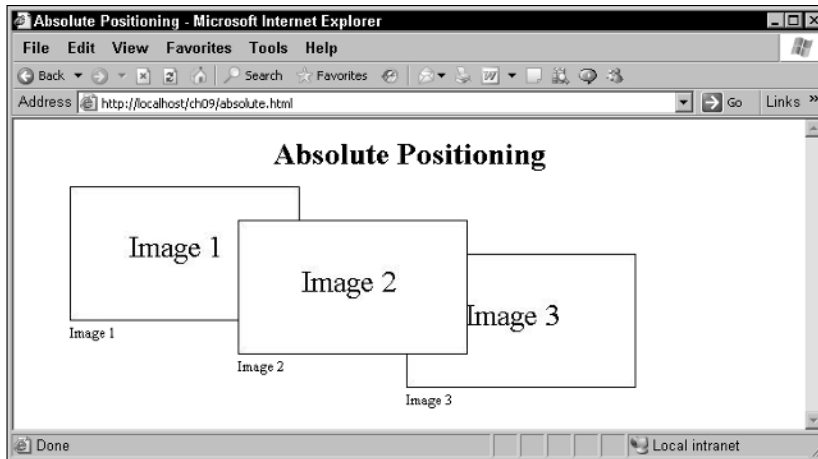 Absolute Positioning - Microsoft Internet Explorer
File Edit View Favorites Tools Help
Back Search Favorites
Address http://localhost/ch09/absolute.html Go Links »
Absolute Positioning
Image 1
Image 2
Image 3
Image 1
Image 2
Image 3
Done Local intranet